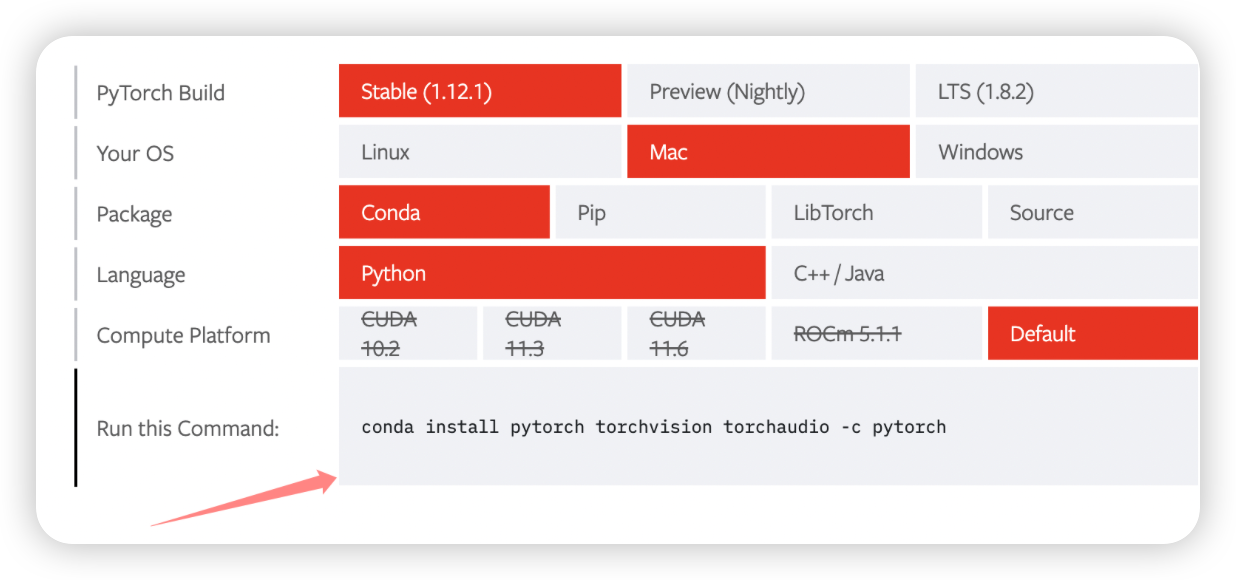 PyTorch Build
Stable (1.12.1)
Preview (Nightly)
LTS (1.8.2)
Your OS
Linux
Mac
Windows
Package
Conda
Pip
LibTorch
Source
Language
Python
C++ / Java
Compute Platform
CUDA
10.2
CUDA
11.3
CUDA
11.6
ROCm 5.1.1
Default
Run this Command:
conda install pytorch torchvision torchaudio -c pytorch